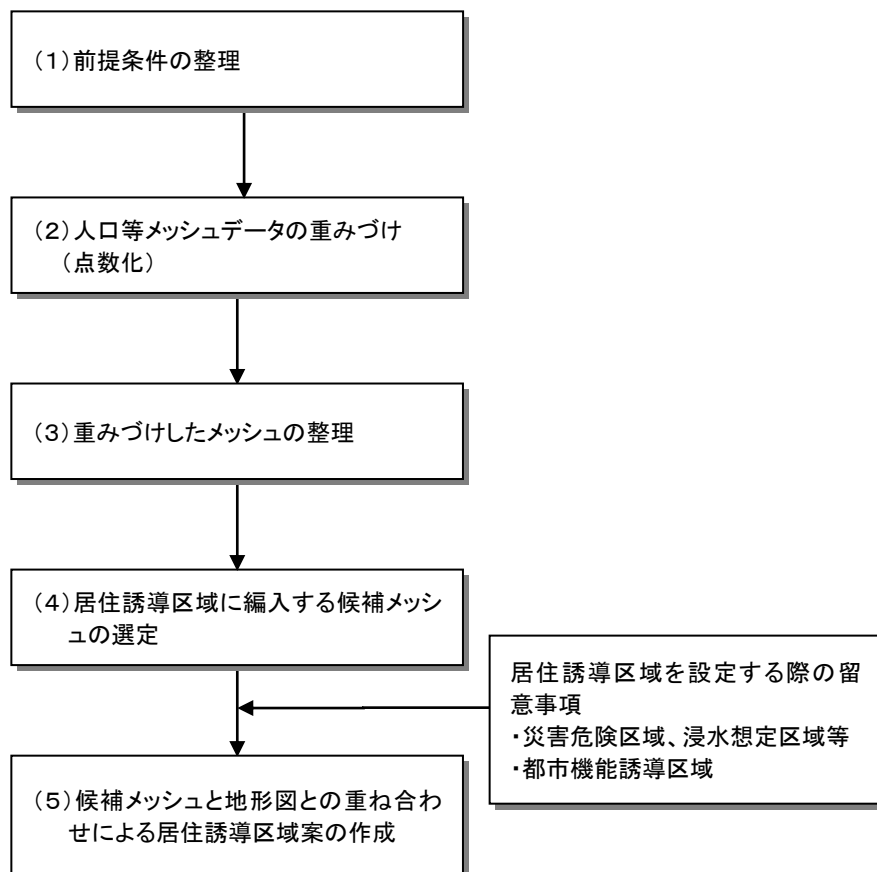 （１）前提条件の整理
（２）人口等メッシュデータの重みづけ
（点数化）
（３）重みづけしたメッシュの整理
（４）居住誘導区域に編入する候補メッシ
ュの選定
居住誘導区域を設定する際の留
意事項
・災害危険区域、浸水想定区域等
・都市機能誘導区域
（５）候補メッシュと地形図との重ね合わ
せによる居住誘導区域案の作成